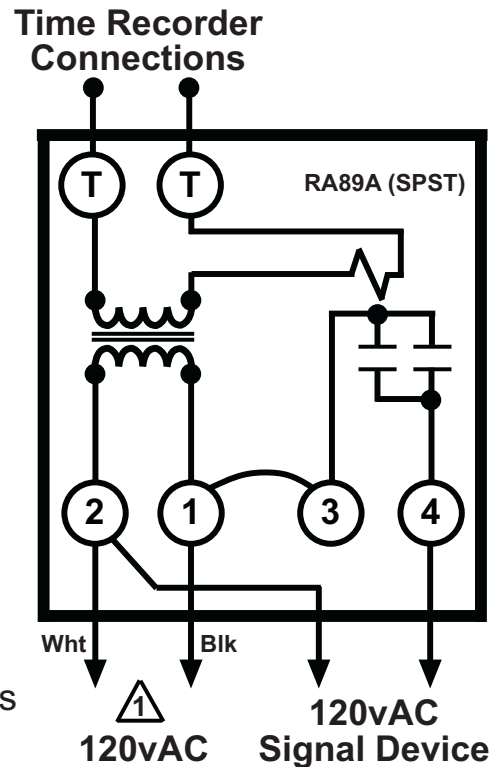 Time Recorder
Connections
T T RA89A (SPST)
2 1 3 4
Wht Blk
s
1
120vAC
120vAC
Signal Device